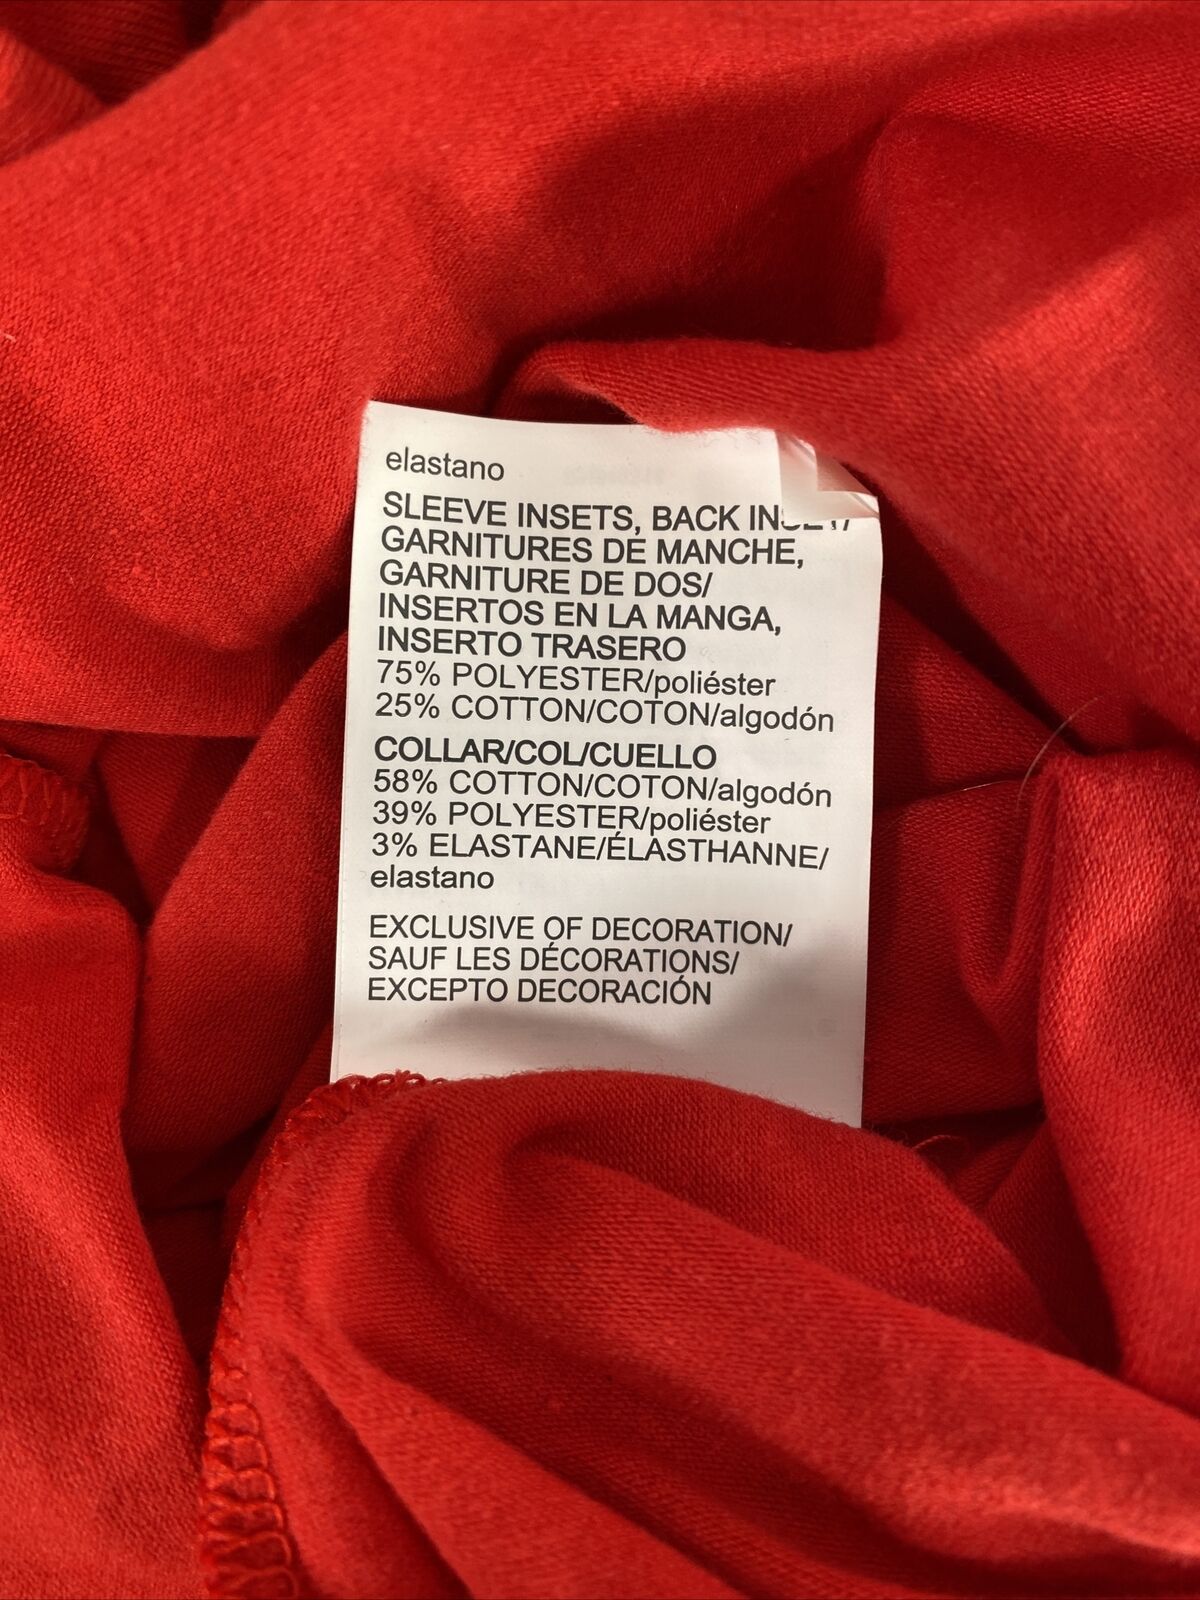 elastano
SLEEVE INSETS, BACK
GARNITURES DE MANCHE,
GARNITURE DE DOS/
INSERTOS EN LA MANGA,
INSERTO TRASERO
75% POLYESTER/poliéster
25% COTTON/COTON/algodón
COLLAR/COL/CUELLO
58% COTTON/COTON/algodón
39% POLYESTER/poliéster
3% ELASTANE/ÉLASTHANNE/
elastano
EXCLUSIVE OF DECORATION/
SAUF LES DÉCORATIONS/
EXCEPTO DECORACIÓN